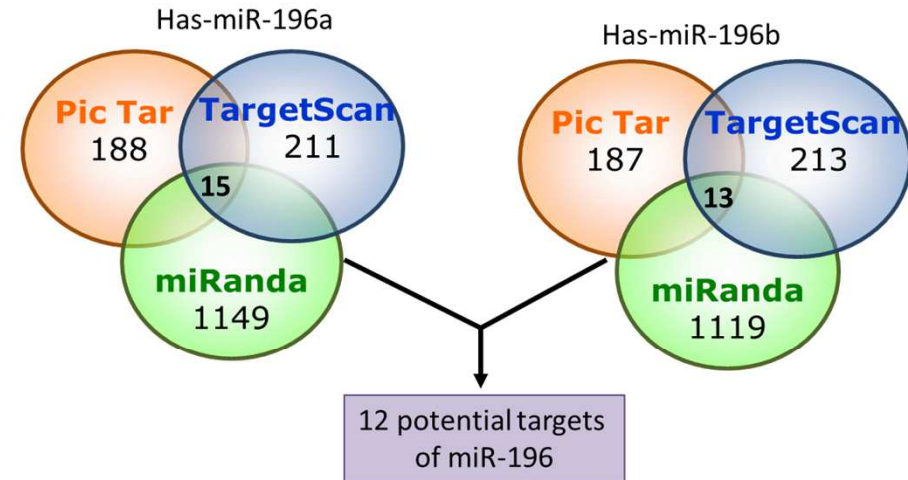 Has-miR-196a
Pic Tar
188
TargetScan
211
15
miRanda
1149
Has-miR-196b
Pic Tar
187
TargetScan
213
13
miRanda
1119
12 potential targets
of miR-196